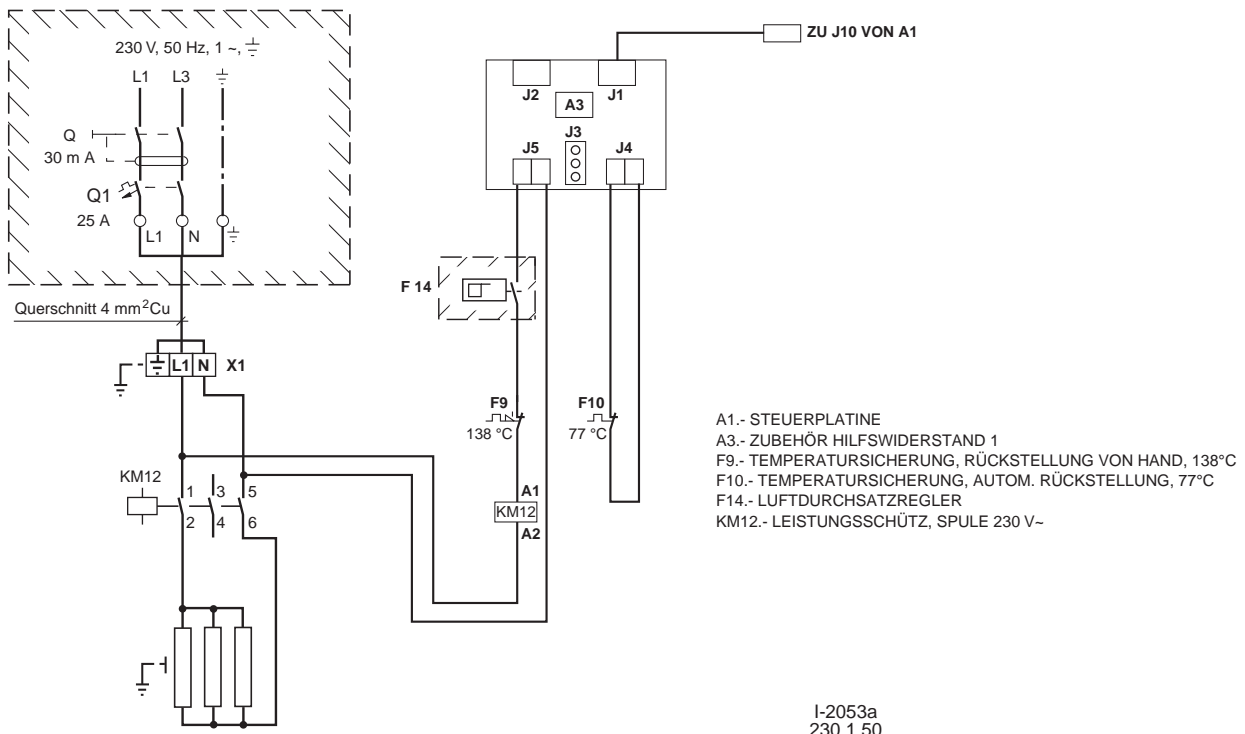 230 V, 50 Hz, 1 ~,
L1 L3
Q
30 m A
Q1
25 A
L1 N
Querschnitt 4 mm²Cu
L1 N X1
KM12
1 3 5
2 4 6
ZU J10 VON A1
J2 J1
A3
J3
J5 J4
F 14
F9
138 °C
F10
77 °C
A1
KM12
A2
A1.- STEUERPLATINE
A3.- ZUBEHÖR HILFSWIDERSTAND 1
F9.- TEMPERATURSICHERUNG, RÜCKSTELLUNG VON HAND, 138°C
F10.- TEMPERATURSICHERUNG, AUTOM. RÜCKSTELLUNG, 77°C
F14.- LUFTDURCHSATZREGLER
KM12.- LEISTUNGSSCHÜTZ, SPULE 230 V~
I-2053a
230.1.50